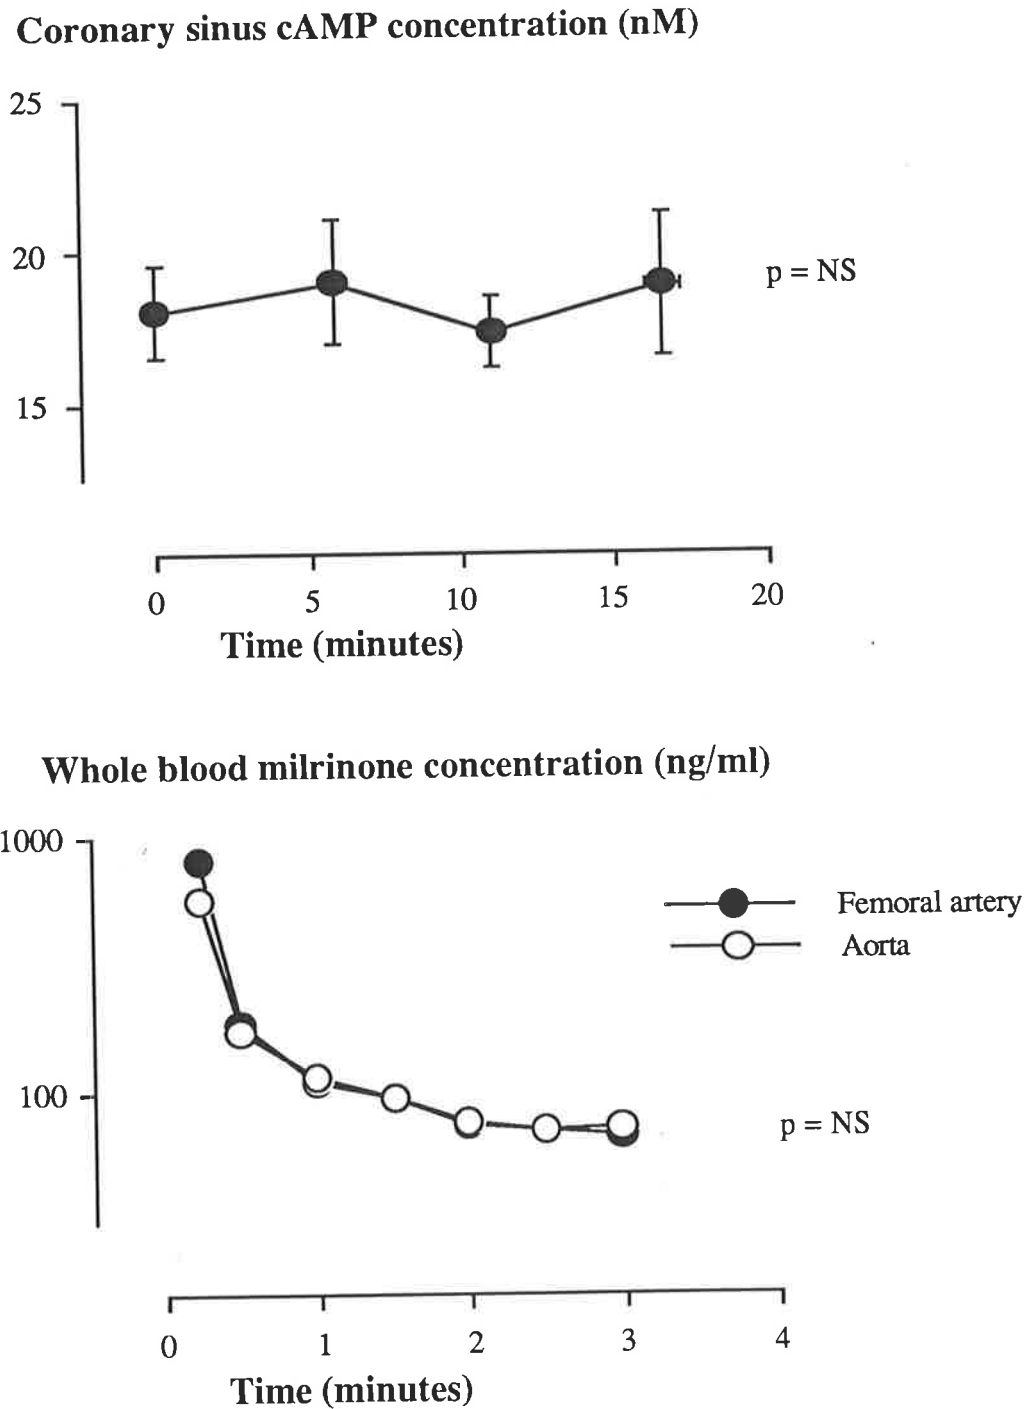 Coronary sinus cAMP concentration (nM)
25
20
15
p = NS
0 5 10 15 20
Time (minutes)
Whole blood milrinone concentration (ng/ml)
1000
100
Femoral artery
Aorta
p = NS
0 1 2 3 4
Time (minutes)